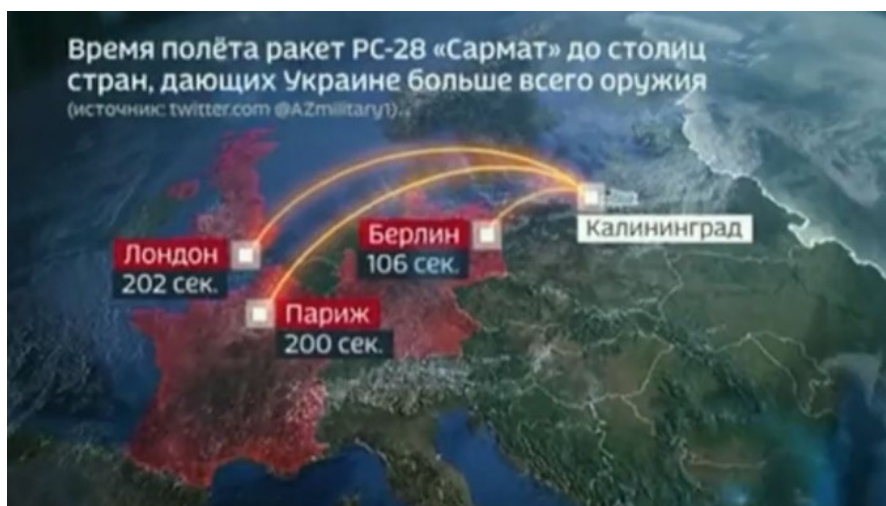 Время полёта ракет РС-28 «Сармат» до столиц
стран, дающих Украине больше всего оружия
(источник: twitter.com @AZmilitary1)...
Лондон
202 сек.
Берлин
106 сек.
Калининград
Париж
200 сек.